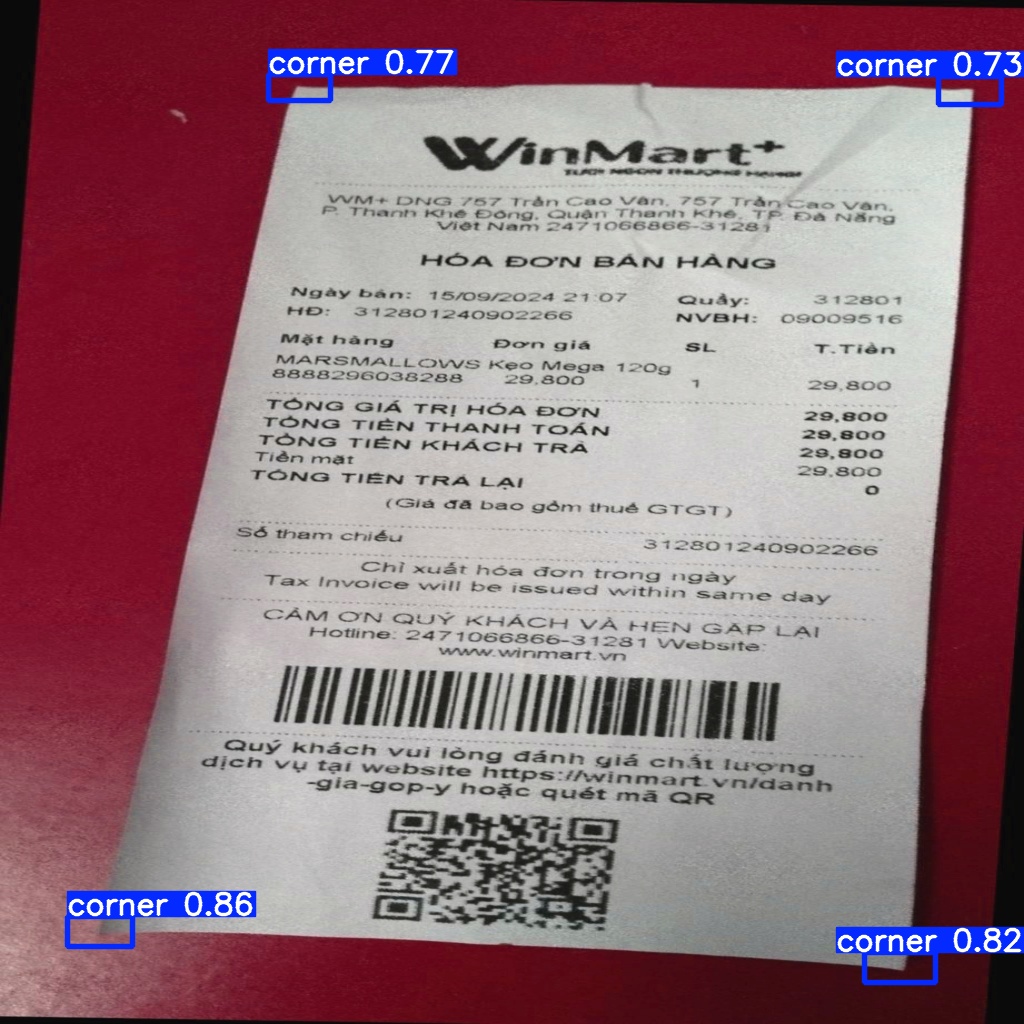 corner 0.77
corner 0.73
WinMart+
TƯƠI NGON THƯỢNG HẠNG
WM+ DNG 757 Trần Cao Vân, 757 Trần Cao Vân,
P. Thanh Khê Đông, Quận Thanh Khê, TP. Đà Nẵng
Việt Nam 2471066866-31281
HÓA ĐƠN BÁN HÀNG
Ngày bán: 15/09/2024 21:07 Quầy: 312801
HĐ: 312801240902266 NVBH: 09009516
Mặt hàng Đơn giá SL T.Tiền
MARSMALLOWS Kẹo Mega 120g
8888296038288 29,800 1 29,800
TỔNG GIÁ TRỊ HÓA ĐƠN 29,800
TỔNG TIỀN THANH TOÁN 29,800
TỔNG TIỀN KHÁCH TRẢ 29,800
Tiền mặt 29,800
TỔNG TIỀN TRẢ LẠI 0
(Giá đã bao gồm thuế GTGT)
Số tham chiếu 312801240902266
Chỉ xuất hóa đơn trong ngày
Tax Invoice will be issued within same day
CẢM ƠN QUÝ KHÁCH VÀ HẸN GẶP LẠI
Hotline: 2471066866-31281 Website:
www.winmart.vn
Quý khách vui lòng đánh giá chất lượng
dịch vụ tại website https://winmart.vn/danh
-gia-gop-y hoặc quét mã QR
corner 0.86
corner 0.82